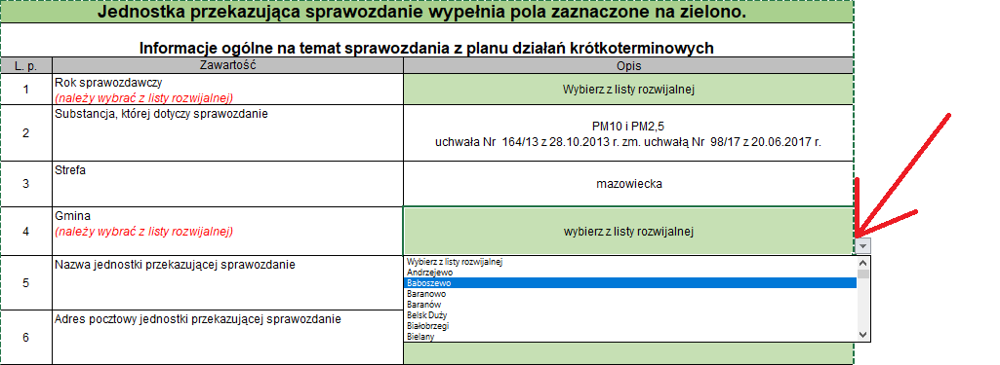 Jednostka przekazująca sprawozdanie wypełnia pola zaznaczone na zielono.
Informacje ogólne na temat sprawozdania z planu działań krótkoterminowych
L. p. Zawartość Opis
1 Rok sprawozdawczy
(należy wybrać z listy rozwijalnej)
Wybierz z listy rozwijalnej
2 Substancja, której dotyczy sprawozdanie
PM10 i PM2,5
uchwała Nr 164/13 z 28.10.2013 r. zm. uchwałą Nr 98/17 z 20.06.2017 r.
3 Strefa
mazowiecka
4 Gmina
(należy wybrać z listy rozwijalnej)
wybierz z listy rozwijalnej
Wybierz z listy rozwijalnej
Andrzejewo
Baboszewo
Baranowo
Baranów
Belsk Duży
Białobrzegi
Bielany
5 Nazwa jednostki przekazującej sprawozdanie
6 Adres pocztowy jednostki przekazującej sprawozdanie